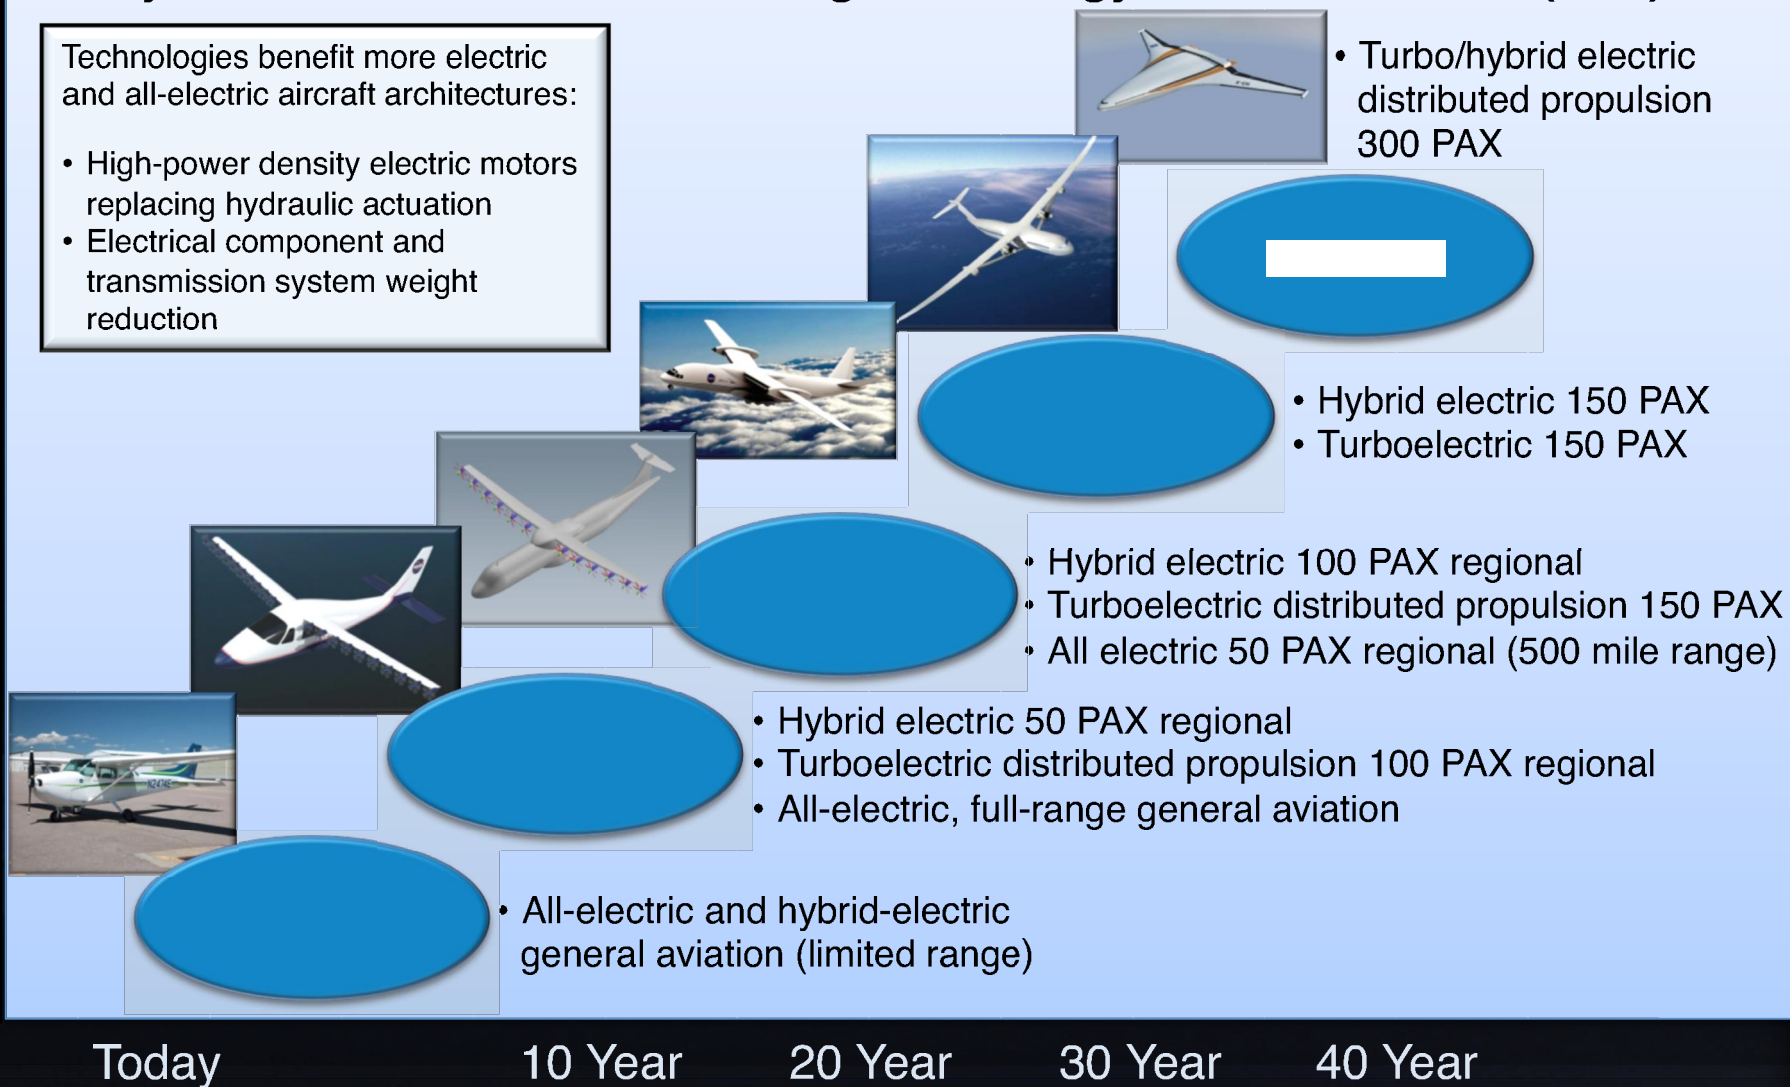 Technologies benefit more electric
and all-electric aircraft architectures:
• High-power density electric motors
replacing hydraulic actuation
• Electrical component and
transmission system weight
reduction
• Turbo/hybrid electric
distributed propulsion
300 PAX
• Hybrid electric 150 PAX
• Turboelectric 150 PAX
• Hybrid electric 100 PAX regional
• Turboelectric distributed propulsion 150 PAX
• All electric 50 PAX regional (500 mile range)
• Hybrid electric 50 PAX regional
• Turboelectric distributed propulsion 100 PAX regional
• All-electric, full-range general aviation
• All-electric and hybrid-electric
general aviation (limited range)
Today 10 Year 20 Year 30 Year 40 Year